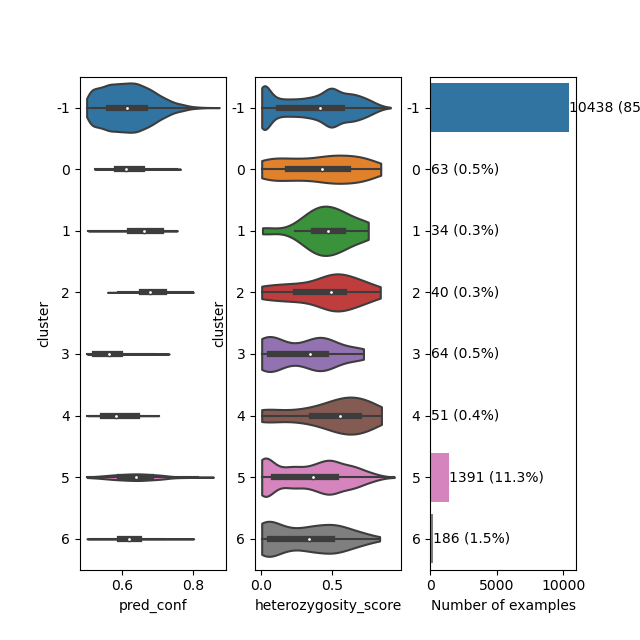 -1
0
1
2
3
4
5
6
cluster
0.6 0.8
pred_conf
-1
0
1
2
3
4
5
6
cluster
0.0 0.5
heterozygosity_score
-1 10438 (85
0 63 (0.5%)
1 34 (0.3%)
2 40 (0.3%)
3 64 (0.5%)
4 51 (0.4%)
5 1391 (11.3%)
6 186 (1.5%)
0 5000 10000
Number of examples